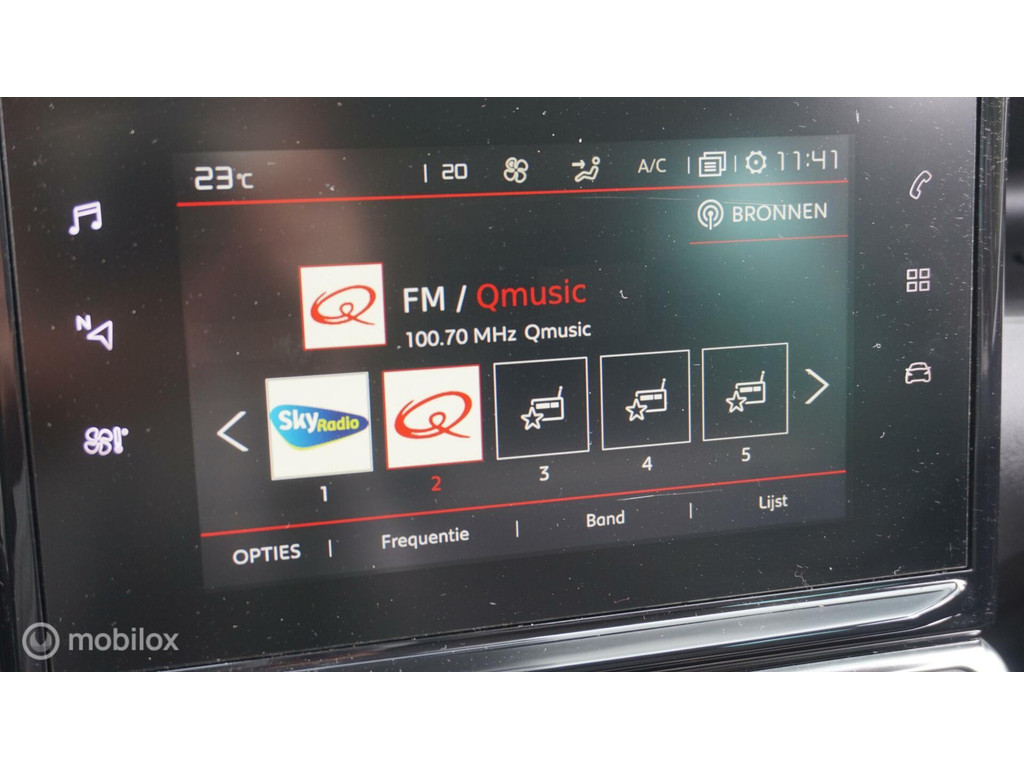 23°C | 20 A/C | | 11:41
BRONNEN
FM / Qmusic
100.70 MHz Qmusic
N
Sky Radio
1 2 3 4 5
OPTIES | Frequentie | Band | Lijst
mobilox